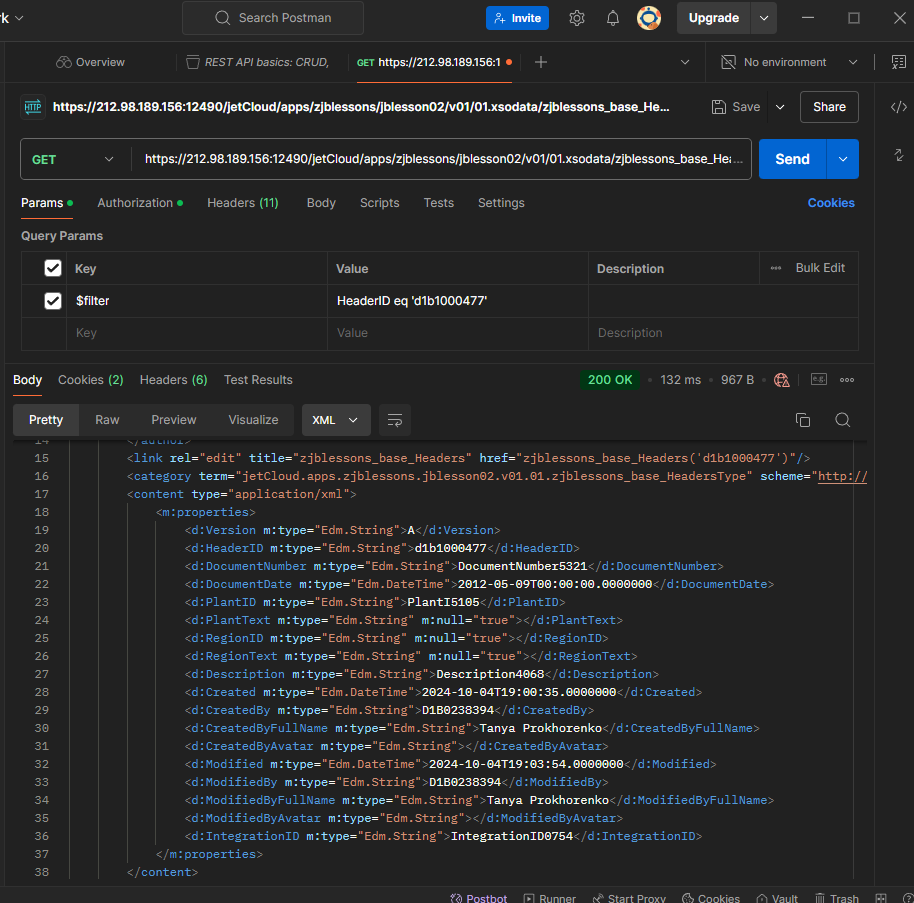 rk
Search Postman
Invite
Upgrade
Overview
REST API basics: CRUD,
GET https://212.98.189.156:1
No environment
HTTP
https://212.98.189.156:12490/jetCloud/apps/zjblessons/jblesson02/v01/01.xsodata/zjblessons_base_He...
Save
Share
GET
https://212.98.189.156:12490/jetCloud/apps/zjblessons/jblesson02/v01/01.xsodata/zjblessons_base_Hea...
Send
Params
Authorization
Headers (11)
Body
Scripts
Tests
Settings
Cookies
Query Params
Key Value Description Bulk Edit
$filter HeaderID eq 'd1b1000477'
Key Value Description
Body Cookies (2) Headers (6) Test Results 200 OK 132 ms 967 B e.g.
Pretty Raw Preview Visualize XML
14 </author>
15 <link rel="edit" title="zjblessons_base_Headers" href="zjblessons_base_Headers('d1b1000477')"/>
16 <category term="jetCloud.apps.zjblessons.jblesson02.v01.01.zjblessons_base_HeadersType" scheme="http://
17 <content type="application/xml">
18 <m:properties>
19 <d:Version m:type="Edm.String">A</d:Version>
20 <d:HeaderID m:type="Edm.String">d1b1000477</d:HeaderID>
21 <d:DocumentNumber m:type="Edm.String">DocumentNumber5321</d:DocumentNumber>
22 <d:DocumentDate m:type="Edm.DateTime">2012-05-09T00:00:00.0000000</d:DocumentDate>
23 <d:PlantID m:type="Edm.String">PlantI5105</d:PlantID>
24 <d:PlantText m:type="Edm.String" m:null="true"></d:PlantText>
25 <d:RegionID m:type="Edm.String" m:null="true"></d:RegionID>
26 <d:RegionText m:type="Edm.String" m:null="true"></d:RegionText>
27 <d:Description m:type="Edm.String">Description4068</d:Description>
28 <d:Created m:type="Edm.DateTime">2024-10-04T19:00:35.0000000</d:Created>
29 <d:CreatedBy m:type="Edm.String">D1B0238394</d:CreatedBy>
30 <d:CreatedByFullName m:type="Edm.String">Tanya Prokhorenko</d:CreatedByFullName>
31 <d:CreatedByAvatar m:type="Edm.String"></d:CreatedByAvatar>
32 <d:Modified m:type="Edm.DateTime">2024-10-04T19:03:54.0000000</d:Modified>
33 <d:ModifiedBy m:type="Edm.String">D1B0238394</d:ModifiedBy>
34 <d:ModifiedByFullName m:type="Edm.String">Tanya Prokhorenko</d:ModifiedByFullName>
35 <d:ModifiedByAvatar m:type="Edm.String"></d:ModifiedByAvatar>
36 <d:IntegrationID m:type="Edm.String">IntegrationID0754</d:IntegrationID>
37 </m:properties>
38 </content>
Postbot Runner Start Proxy Cookies Vault Trash